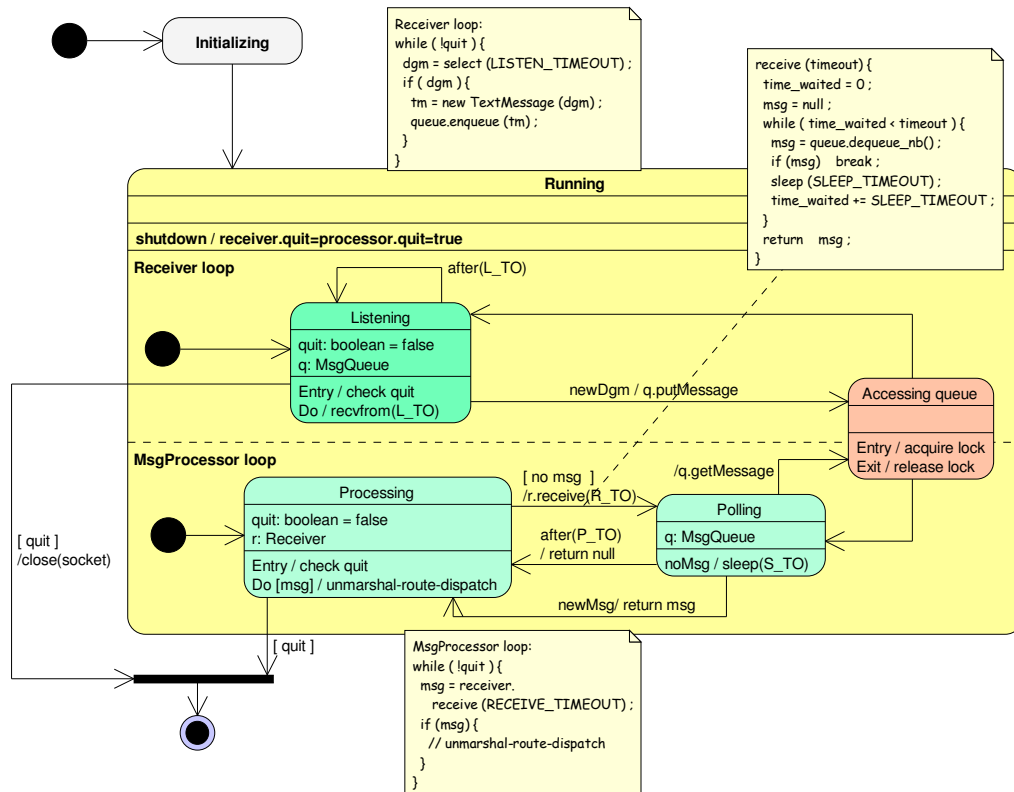 Initializing
Receiver loop:
while ( !quit ) {
dgm = select (LISTEN_TIMEOUT) ;
if ( dgm ) {
tm = new TextMessage (dgm) ;
queue.enqueue (tm) ;
}
}
receive (timeout) {
time_waited = 0 ;
msg = null ;
while ( time_waited < timeout ) {
msg = queue.dequeue_nb() ;
if (msg) break ;
sleep (SLEEP_TIMEOUT) ;
time_waited += SLEEP_TIMEOUT ;
}
return msg ;
}
Running
shutdown / receiver.quit=processor.quit=true
Receiver loop
after(L_TO)
Listening
quit: boolean = false
q: MsgQueue
Entry / check quit
Do / recvfrom(L_TO)
newDgm / q.putMessage
Accessing queue
Entry / acquire lock
Exit / release lock
MsgProcessor loop
/q.getMessage
[ no msg ]
/r.receive(R_TO)
Processing
quit: boolean = false
r: Receiver
Entry / check quit
Do [msg] / unmarshal-route-dispatch
Polling
q: MsgQueue
noMsg / sleep(S_TO)
after(P_TO)
/ return null
newMsg/ return msg
[ quit ]
/close(socket)
[ quit ]
MsgProcessor loop:
while ( !quit ) {
msg = receiver.
receive (RECEIVE_TIMEOUT) ;
if (msg) {
// unmarshal-route-dispatch
}
}